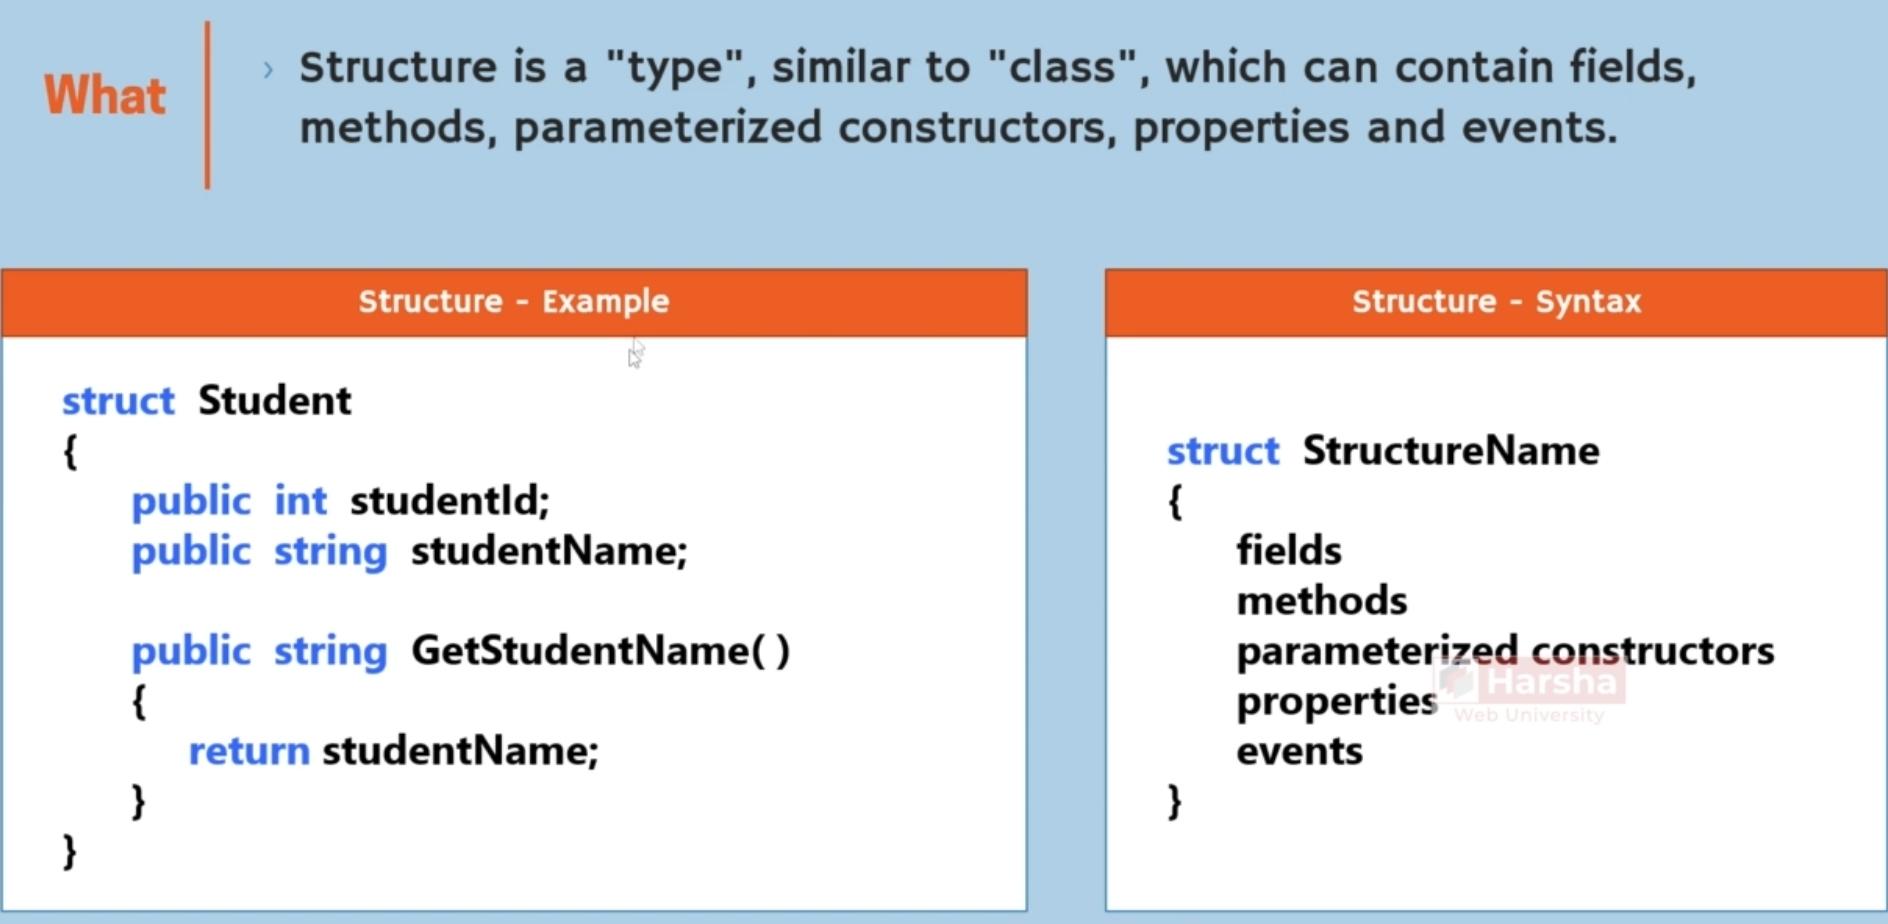 What
› Structure is a "type", similar to "class", which can contain fields,
methods, parameterized constructors, properties and events.
Structure - Example
struct Student
{
public int studentId;
public string studentName;
public string GetStudentName( )
{
return studentName;
}
}
Structure - Syntax
struct StructureName
{
fields
methods
parameterized constructors
properties
events
}
Harsha
Web University